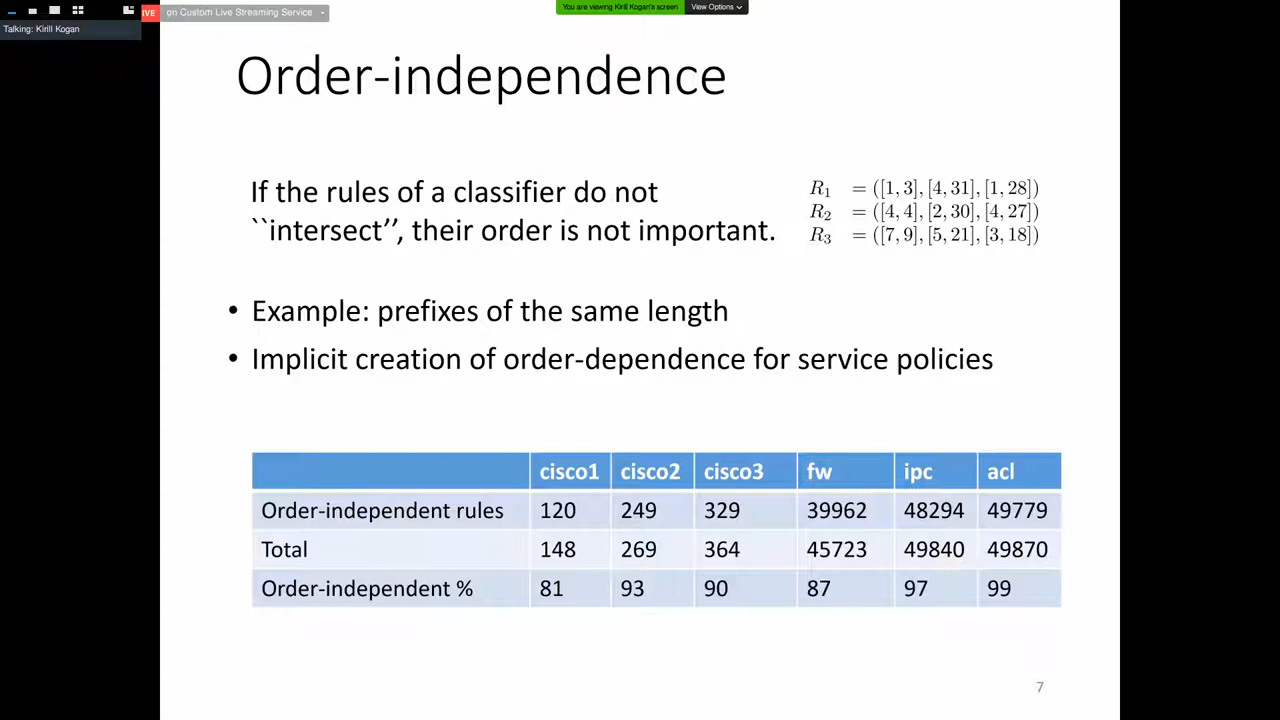 LIVE on Custom Live Streaming Service
You are viewing Kirill Kogan's screen View Options
Talking: Kirill Kogan
Order-independence
If the rules of a classifier do not
``intersect’’, their order is not important.
R1 = ([1, 3], [4, 31], [1, 28])
R2 = ([4, 4], [2, 30], [4, 27])
R3 = ([7, 9], [5, 21], [3, 18])
• Example: prefixes of the same length
• Implicit creation of order-dependence for service policies
cisco1 cisco2 cisco3 fw ipc acl
Order-independent rules 120 249 329 39962 48294 49779
Total 148 269 364 45723 49840 49870
Order-independent % 81 93 90 87 97 99
7